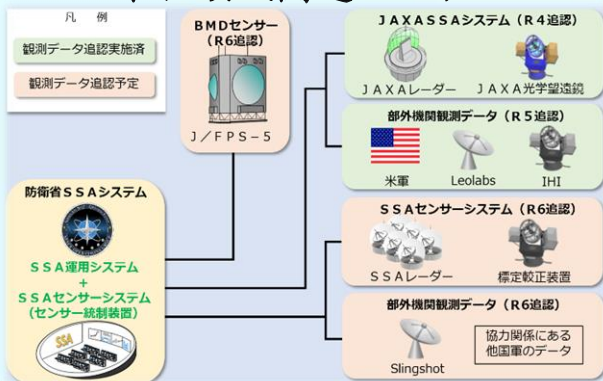 凡　例
観測データ追認実施済
観測データ追認予定
BMDセンサー
（R6追認）
J／FPS－5
JAXASSAシステム（R4追認）
JAXAレーダー
JAXA光学望遠鏡
部外機関観測データ（R5追認）
米軍
Leolabs
IHI
防衛省SSAシステム
SSA運用システム
＋
SSAセンサーシステム
（センサー統制装置）
SSA
SSAセンサーシステム（R6追認）
SSAレーダー
標定較正装置
部外機関観測データ（R6追認）
Slingshot
協力関係にある
他国軍のデータ